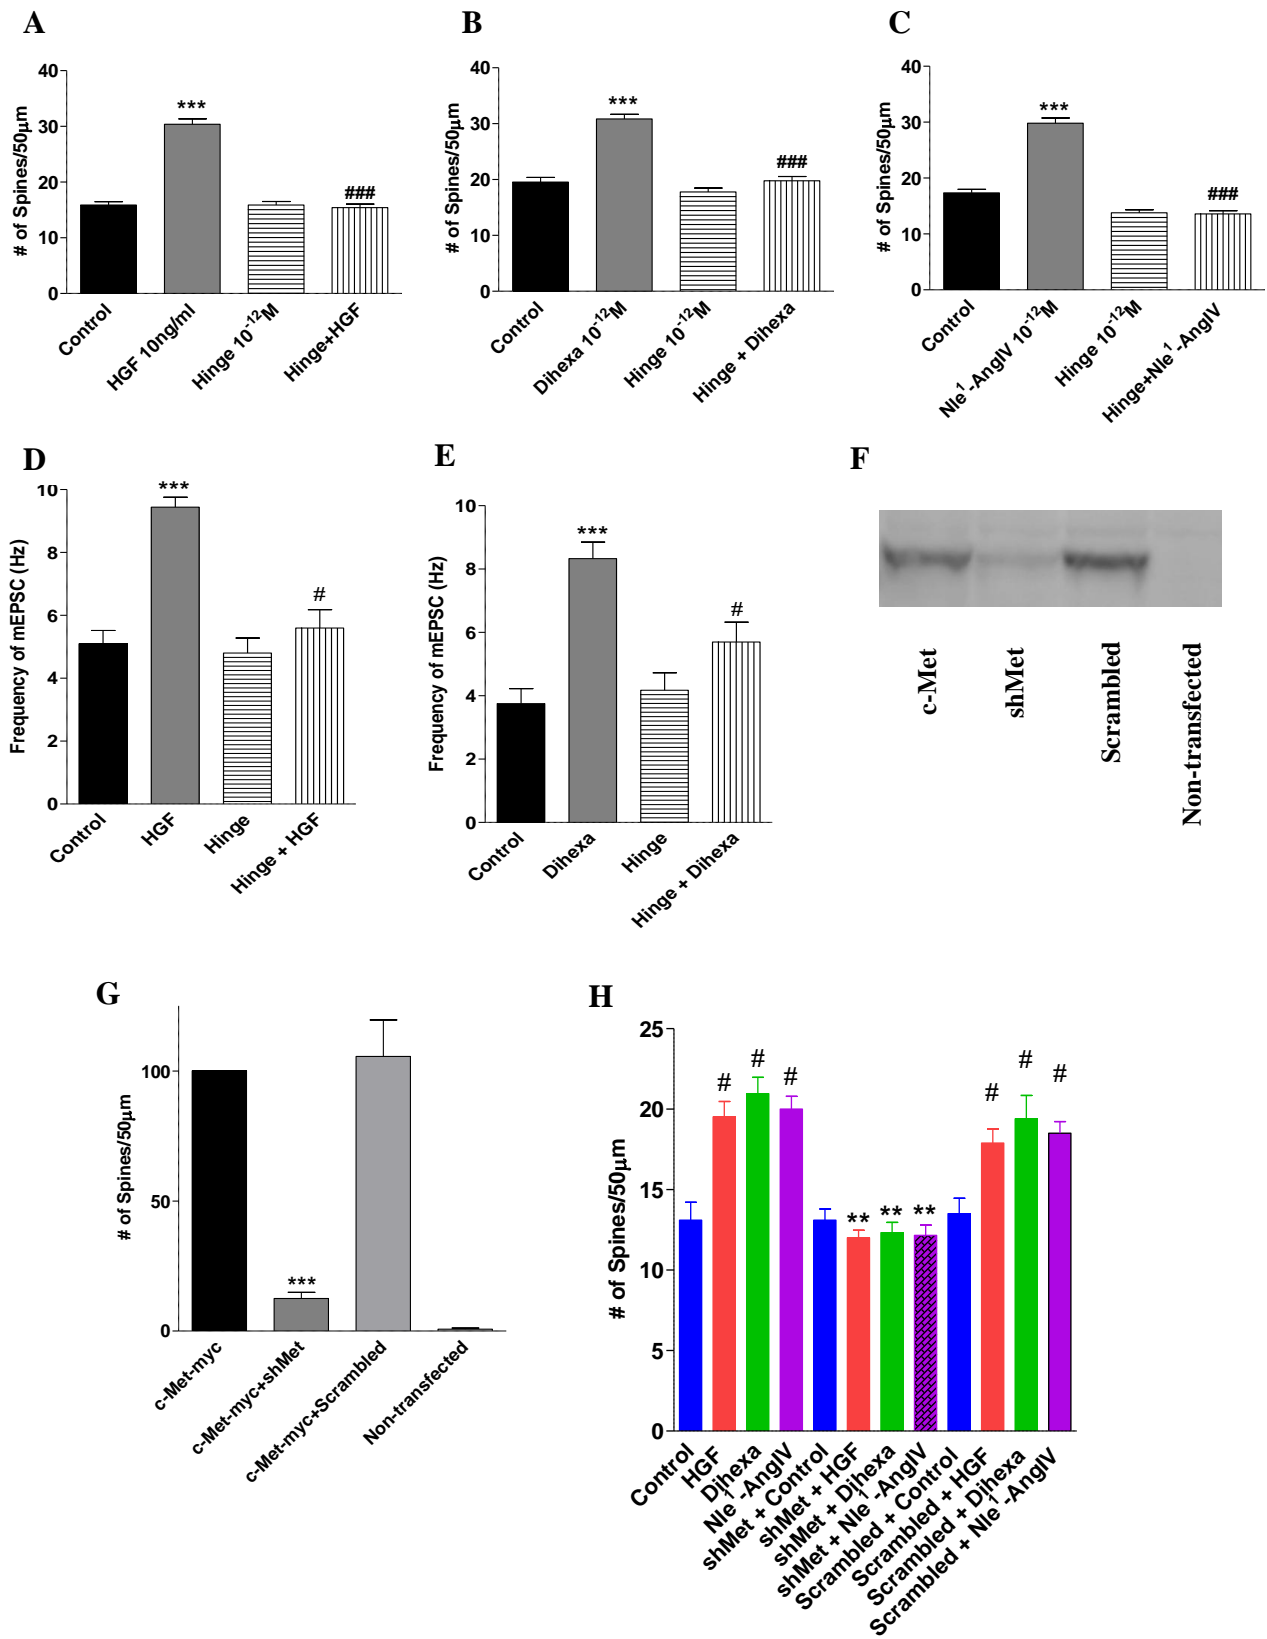 A
# of Spines/50μm
40
30
20
10
0
***
###
Control
HGF 10ng/ml
Hinge 10⁻¹²M
Hinge+HGF
B
# of Spines/50μm
40
30
20
10
0
***
###
Control
Dihexa 10⁻¹²M
Hinge 10⁻¹²M
Hinge + Dihexa
C
# of Spines/50μm
40
30
20
10
0
***
###
Control
Nle¹-AngIV 10⁻¹²M
Hinge 10⁻¹²M
Hinge+Nle¹-AngIV
D
Frequency of mEPSC (Hz)
10
8
6
4
2
0
***
#
Control
HGF
Hinge
Hinge + HGF
E
Frequency of mEPSC (Hz)
10
8
6
4
2
0
***
#
Control
Dihexa
Hinge
Hinge + Dihexa
F
c-Met
shMet
Scrambled
Non-transfected
G
# of Spines/50μm
100
50
0
***
c-Met-myc
c-Met-myc+shMet
c-Met-myc+Scrambled
Non-transfected
H
# of Spines/50μm
25
20
15
10
5
0
# # #
** ** **
# # #
Control
HGF
Dihexa
Nle¹-AngIV
shMet + Control
shMet + HGF
shMet + Dihexa
shMet + Nle¹-AngIV
Scrambled + Control
Scrambled + HGF
Scrambled + Dihexa
Scrambled + Nle¹-AngIV